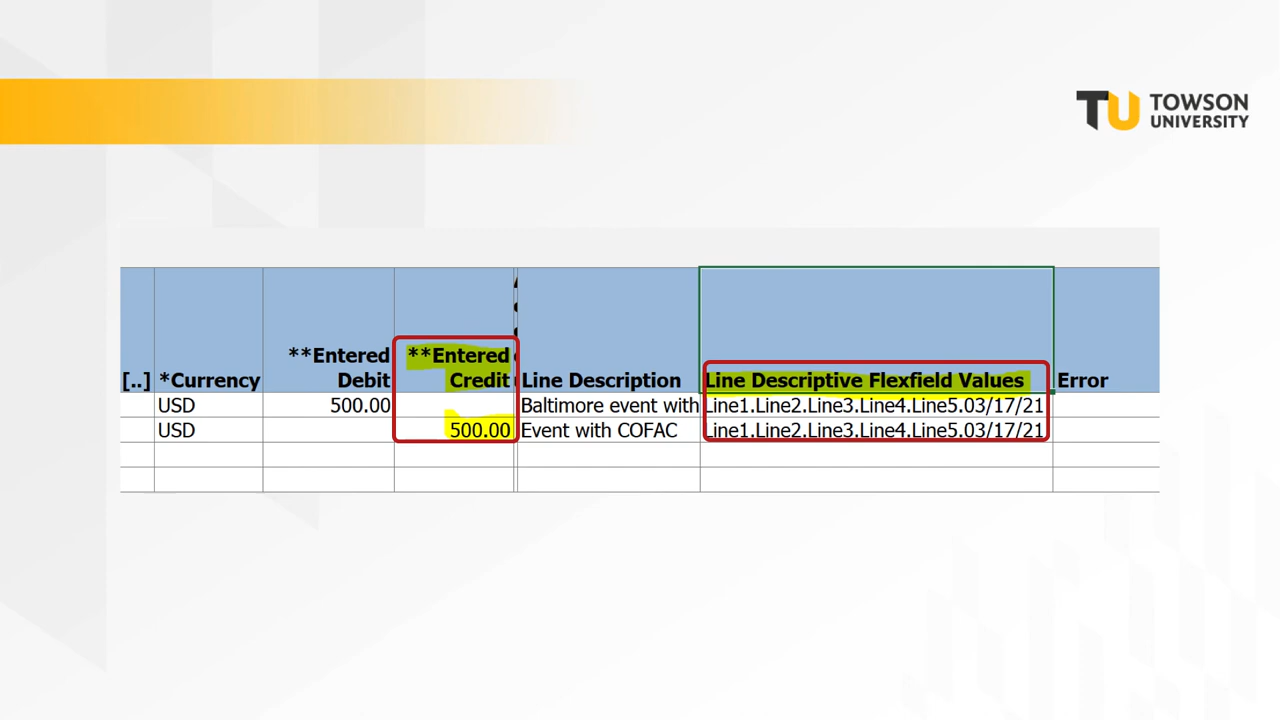 TU TOWSON
UNIVERSITY
[..] *Currency **Entered Debit **Entered Credit Line Description Line Descriptive Flexfield Values Error
USD 500.00 Baltimore event with Line1.Line2.Line3.Line4.Line5.03/17/21
USD 500.00 Event with COFAC Line1.Line2.Line3.Line4.Line5.03/17/21